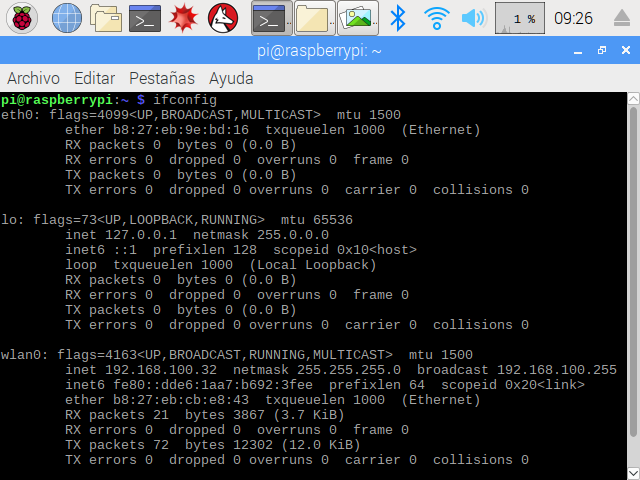 1 %
09:26
pi@raspberrypi: ~
Archivo Editar Pestañas Ayuda
pi@raspberrypi:~ $ ifconfig
eth0: flags=4099<UP,BROADCAST,MULTICAST>  mtu 1500
        ether b8:27:eb:9e:bd:16  txqueuelen 1000  (Ethernet)
        RX packets 0  bytes 0 (0.0 B)
        RX errors 0  dropped 0  overruns 0  frame 0
        TX packets 0  bytes 0 (0.0 B)
        TX errors 0  dropped 0 overruns 0  carrier 0  collisions 0

lo: flags=73<UP,LOOPBACK,RUNNING>  mtu 65536
        inet 127.0.0.1  netmask 255.0.0.0
        inet6 ::1  prefixlen 128  scopeid 0x10<host>
        loop  txqueuelen 1000  (Local Loopback)
        RX packets 0  bytes 0 (0.0 B)
        RX errors 0  dropped 0  overruns 0  frame 0
        TX packets 0  bytes 0 (0.0 B)
        TX errors 0  dropped 0 overruns 0  carrier 0  collisions 0

wlan0: flags=4163<UP,BROADCAST,RUNNING,MULTICAST>  mtu 1500
        inet 192.168.100.32  netmask 255.255.255.0  broadcast 192.168.100.255
        inet6 fe80::dde6:1aa7:b692:3fee  prefixlen 64  scopeid 0x20<link>
        ether b8:27:eb:cb:e8:43  txqueuelen 1000  (Ethernet)
        RX packets 21  bytes 3867 (3.7 KiB)
        RX errors 0  dropped 0  overruns 0  frame 0
        TX packets 72  bytes 12302 (12.0 KiB)
        TX errors 0  dropped 0 overruns 0  carrier 0  collisions 0